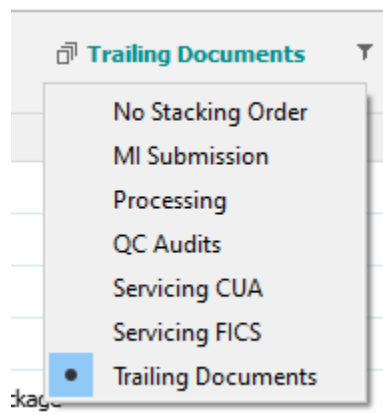 Trailing Documents
No Stacking Order
MI Submission
Processing
QC Audits
Servicing CUA
Servicing FICS
Trailing Documents